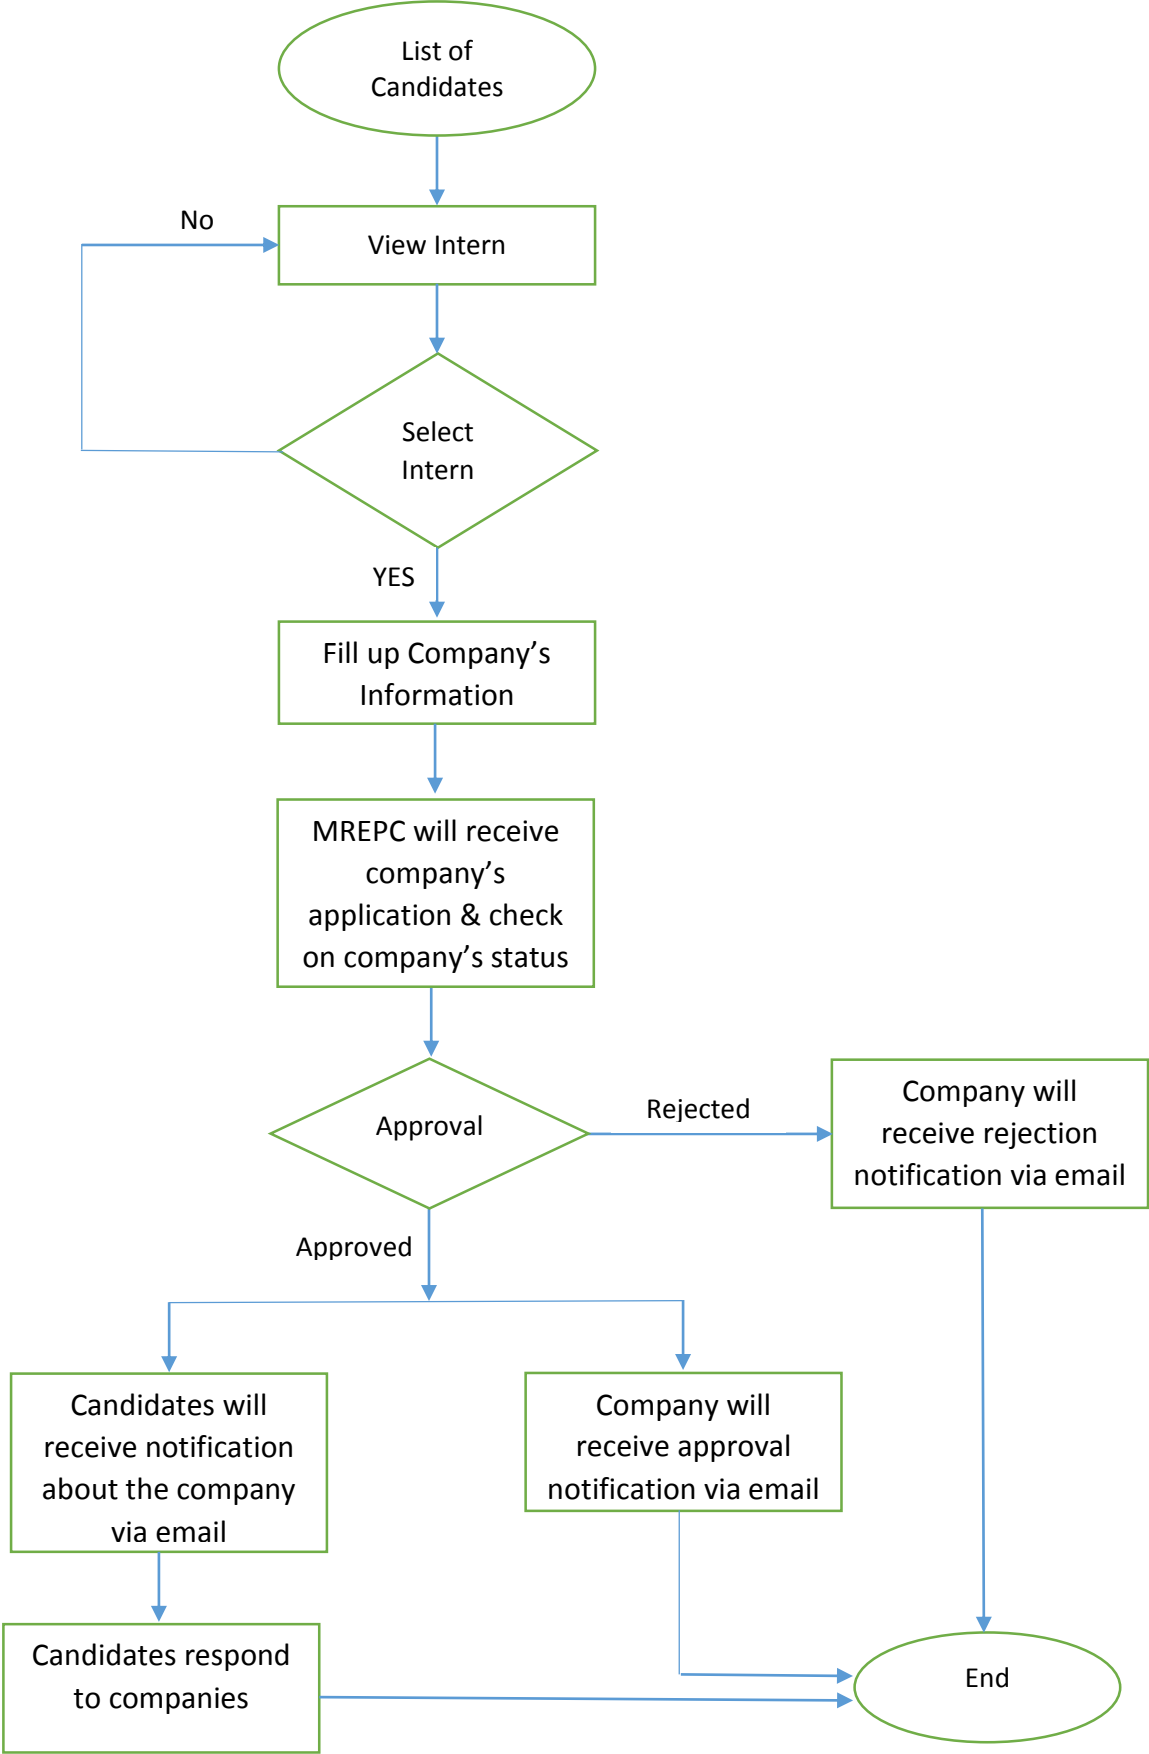 List of
Candidates
No
View Intern
Select
Intern
YES
Fill up Company’s
Information
MREPC will receive
company’s
application & check
on company’s status
Approval
Rejected
Company will
receive rejection
notification via email
Approved
Candidates will
receive notification
about the company
via email
Company will
receive approval
notification via email
Candidates respond
to companies
End